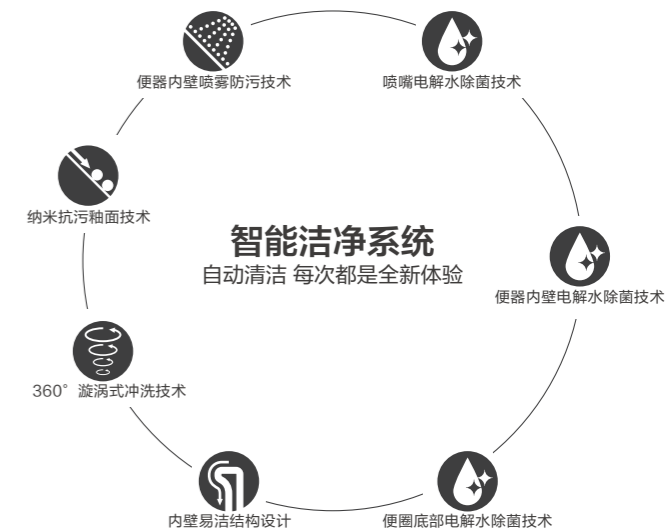 便器内壁喷雾防污技术
喷嘴电解水除菌技术
纳米抗污釉面技术
智能洁净系统
自动清洁 每次都是全新体验
便器内壁电解水除菌技术
360°漩涡式冲洗技术
内壁易洁结构设计
便圈底部电解水除菌技术